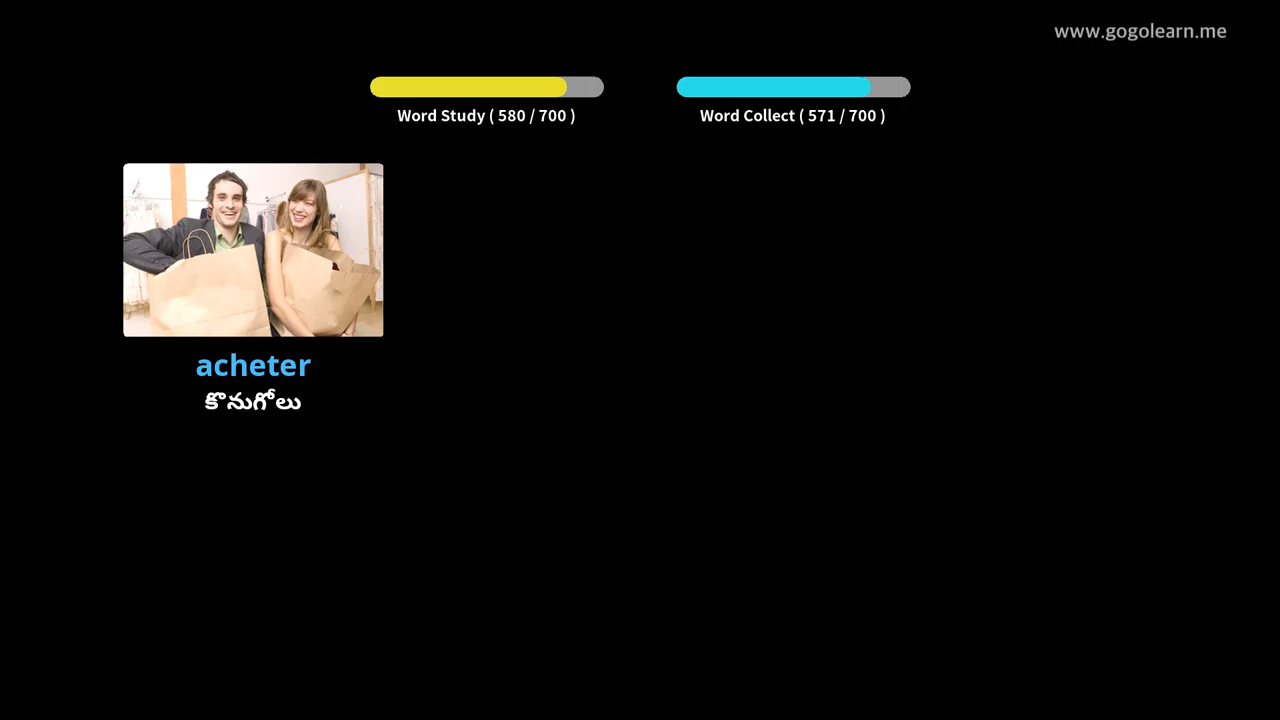 www.gogolearn.me
Word Study ( 580 / 700 )
Word Collect ( 571 / 700 )
acheter
కొనుగోలు